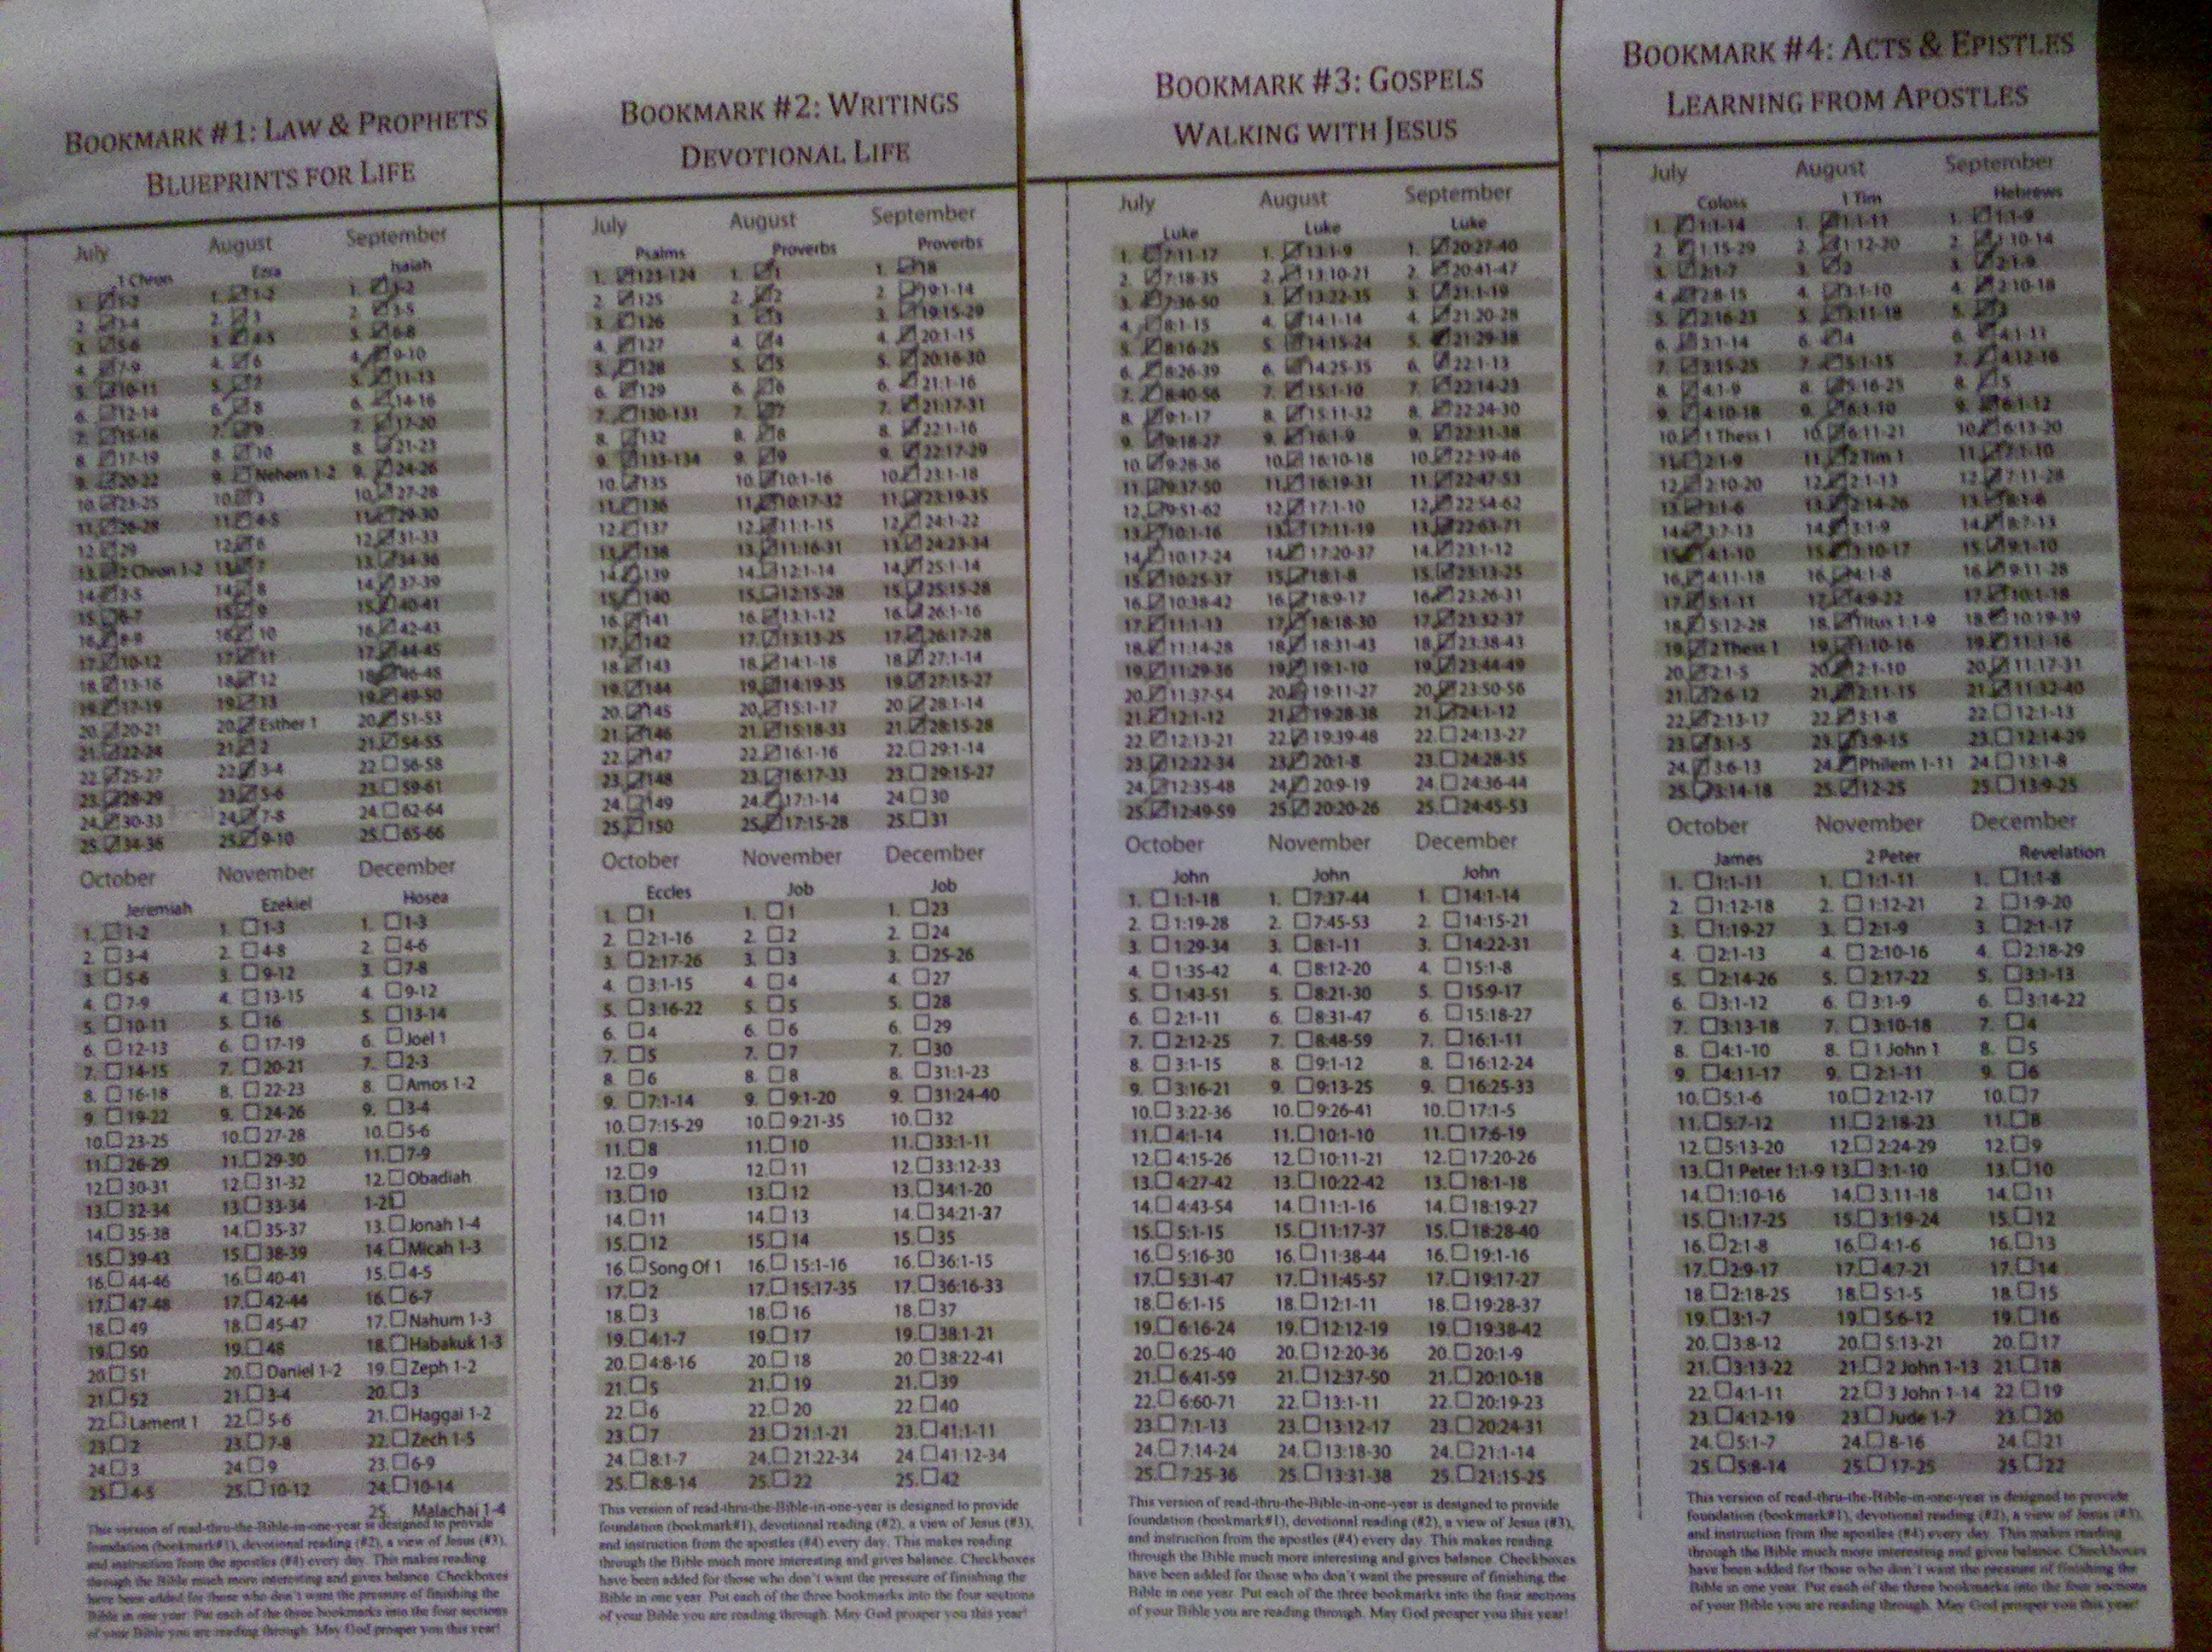 BOOKMARK #1: LAW & PROPHETS
BLUEPRINTS FOR LIFE
July August September
1 Chron Ezra Isaiah
1. 1-2 1. 1-2 1. 1-2
2. 3-4 2. 3 2. 3-5
3. 5-6 3. 4-5 3. 6-8
4. 7-9 4. 6 4. 9-10
5. 10-11 5. 7 5. 11-13
6. 12-14 6. 8 6. 14-16
7. 15-16 7. 9 7. 17-20
8. 17-19 8. 10 8. 21-23
9. 20-22 9. Nehem 1-2 9. 24-26
10. 23-25 10. 3 10. 27-28
11. 26-28 11. 4-5 11. 29-30
12. 29 12. 6 12. 31-33
13. 2 Chron 1-2 13. 7 13. 34-36
14. 3-5 14. 8 14. 37-39
15. 6-7 15. 9 15. 40-41
16. 8-9 16. 10 16. 42-43
17. 10-12 17. 11 17. 44-45
18. 13-16 18. 12 18. 46-48
19. 17-19 19. 13 19. 49-50
20. 20-21 20. Esther 1 20. 51-53
21. 22-24 21. 2 21. 54-55
22. 25-27 22. 3-4 22. 56-58
23. 28-29 23. 5-6 23. 59-61
24. 30-33 24. 7-8 24. 62-64
25. 34-36 25. 9-10 25. 65-66
October November December
Jeremiah Ezekiel Hosea
1. 1-2 1. 1-3 1. 1-3
2. 3-4 2. 4-8 2. 4-6
3. 5-6 3. 9-12 3. 7-8
4. 7-9 4. 13-15 4. 9-12
5. 10-11 5. 16 5. 13-14
6. 12-13 6. 17-19 6. Joel 1
7. 14-15 7. 20-21 7. 2-3
8. 16-18 8. 22-23 8. Amos 1-2
9. 19-22 9. 24-26 9. 3-4
10. 23-25 10. 27-28 10. 5-6
11. 26-29 11. 29-30 11. 7-9
12. 30-31 12. 31-32 12. Obadiah
13. 32-34 13. 33-34 1-21
14. 35-38 14. 35-37 13. Jonah 1-4
15. 39-43 15. 38-39 14. Micah 1-3
16. 44-46 16. 40-41 15. 4-5
17. 47-48 17. 42-44 16. 6-7
18. 49 18. 45-47 17. Nahum 1-3
19. 50 19. 48 18. Habakuk 1-3
20. 51 20. Daniel 1-2 19. Zeph 1-2
21. 52 21. 3-4 20. 3
22. Lament 1 22. 5-6 21. Haggai 1-2
23. 2 23. 7-8 22. Zech 1-5
24. 3 24. 9 23. 6-9
25. 4-5 25. 10-12 24. 10-14
25. Malachai 1-4
This version of read-thru-the-Bible-in-one-year is designed to provide
foundation (bookmark#1), devotional reading (#2), a view of Jesus (#3),
and instruction from the apostles (#4) every day. This makes reading
through the Bible much more interesting and gives balance. Checkboxes
have been added for those who don't want the pressure of finishing the
Bible in one year. Put each of the three bookmarks into the four sections
of your Bible you are reading through. May God prosper you this year!
BOOKMARK #2: WRITINGS
DEVOTIONAL LIFE
July August September
Psalms Proverbs Proverbs
1. 123-124 1. 1 1. 18
2. 125 2. 2 2. 19:1-14
3. 126 3. 3 3. 19:15-29
4. 127 4. 4 4. 20:1-15
5. 128 5. 5 5. 20:16-30
6. 129 6. 6 6. 21:1-16
7. 130-131 7. 7 7. 21:17-31
8. 132 8. 8 8. 22:1-16
9. 133-134 9. 9 9. 22:17-29
10. 135 10. 10:1-16 10. 23:1-18
11. 136 11. 10:17-32 11. 23:19-35
12. 137 12. 11:1-15 12. 24:1-22
13. 138 13. 11:16-31 13. 24:23-34
14. 139 14. 12:1-14 14. 25:1-14
15. 140 15. 12:15-28 15. 25:15-28
16. 141 16. 13:1-12 16. 26:1-16
17. 142 17. 13:13-25 17. 26:17-28
18. 143 18. 14:1-18 18. 27:1-14
19. 144 19. 14:19-35 19. 27:15-27
20. 145 20. 15:1-17 20. 28:1-14
21. 146 21. 15:18-33 21. 28:15-28
22. 147 22. 16:1-16 22. 29:1-14
23. 148 23. 16:17-33 23. 29:15-27
24. 149 24. 17:1-14 24. 30
25. 150 25. 17:15-28 25. 31
October November December
Eccles Job Job
1. 1 1. 1 1. 23
2. 2:1-16 2. 2 2. 24
3. 2:17-26 3. 3 3. 25-26
4. 3:1-15 4. 4 4. 27
5. 3:16-22 5. 5 5. 28
6. 4 6. 6 6. 29
7. 5 7. 7 7. 30
8. 6 8. 8 8. 31:1-23
9. 7:1-14 9. 9:1-20 9. 31:24-40
10. 7:15-29 10. 9:21-35 10. 32
11. 8 11. 10 11. 33:1-11
12. 9 12. 11 12. 33:12-33
13. 10 13. 12 13. 34:1-20
14. 11 14. 13 14. 34:21-37
15. 12 15. 14 15. 35
16. Song Of 1 16. 15:1-16 16. 36:1-15
17. 2 17. 15:17-35 17. 36:16-33
18. 3 18. 16 18. 37
19. 4:1-7 19. 17 19. 38:1-21
20. 4:8-16 20. 18 20. 38:22-41
21. 5 21. 19 21. 39
22. 6 22. 20 22. 40
23. 7 23. 21:1-21 23. 41:1-11
24. 8:1-7 24. 21:22-34 24. 41:12-34
25. 8:8-14 25. 22 25. 42
This version of read-thru-the-Bible-in-one-year is designed to provide
foundation (bookmark#1), devotional reading (#2), a view of Jesus (#3),
and instruction from the apostles (#4) every day. This makes reading
through the Bible much more interesting and gives balance. Checkboxes
have been added for those who don't want the pressure of finishing the
Bible in one year. Put each of the three bookmarks into the four sections
of your Bible you are reading through. May God prosper you this year!
BOOKMARK #3: GOSPELS
WALKING WITH JESUS
July August September
Luke Luke Luke
1. 7:11-17 1. 13:1-9 1. 20:27-40
2. 7:18-35 2. 13:10-21 2. 20:41-47
3. 7:36-50 3. 13:22-35 3. 21:1-19
4. 8:1-15 4. 14:1-14 4. 21:20-28
5. 8:16-25 5. 14:15-24 5. 21:29-38
6. 8:26-39 6. 14:25-35 6. 22:1-13
7. 8:40-56 7. 15:1-10 7. 22:14-23
8. 9:1-17 8. 15:11-32 8. 22:24-30
9. 9:18-27 9. 16:1-9 9. 22:31-38
10. 9:28-36 10. 16:10-18 10. 22:39-46
11. 9:37-50 11. 16:19-31 11. 22:47-53
12. 9:51-62 12. 17:1-10 12. 22:54-62
13. 10:1-16 13. 17:11-19 13. 22:63-71
14. 10:17-24 14. 17:20-37 14. 23:1-12
15. 10:25-37 15. 18:1-8 15. 23:13-25
16. 10:38-42 16. 18:9-17 16. 23:26-31
17. 11:1-13 17. 18:18-30 17. 23:32-37
18. 11:14-28 18. 18:31-43 18. 23:38-43
19. 11:29-36 19. 19:1-10 19. 23:44-49
20. 11:37-54 20. 19:11-27 20. 23:50-56
21. 12:1-12 21. 19:28-38 21. 24:1-12
22. 12:13-21 22. 19:39-48 22. 24:13-27
23. 12:22-34 23. 20:1-8 23. 24:28-35
24. 12:35-48 24. 20:9-19 24. 24:36-44
25. 12:49-59 25. 20:20-26 25. 24:45-53
October November December
John John John
1. 1:1-18 1. 7:37-44 1. 14:1-14
2. 1:19-28 2. 7:45-53 2. 14:15-21
3. 1:29-34 3. 8:1-11 3. 14:22-31
4. 1:35-42 4. 8:12-20 4. 15:1-8
5. 1:43-51 5. 8:21-30 5. 15:9-17
6. 2:1-11 6. 8:31-47 6. 15:18-27
7. 2:12-25 7. 8:48-59 7. 16:1-11
8. 3:1-15 8. 9:1-12 8. 16:12-24
9. 3:16-21 9. 9:13-25 9. 16:25-33
10. 3:22-36 10. 9:26-41 10. 17:1-5
11. 4:1-14 11. 10:1-10 11. 17:6-19
12. 4:15-26 12. 10:11-21 12. 17:20-26
13. 4:27-42 13. 10:22-42 13. 18:1-18
14. 4:43-54 14. 11:1-16 14. 18:19-27
15. 5:1-15 15. 11:17-37 15. 18:28-40
16. 5:16-30 16. 11:38-44 16. 19:1-16
17. 5:31-47 17. 11:45-57 17. 19:17-27
18. 6:1-15 18. 12:1-11 18. 19:28-37
19. 6:16-24 19. 12:12-19 19. 19:38-42
20. 6:25-40 20. 12:20-36 20. 20:1-9
21. 6:41-59 21. 12:37-50 21. 20:10-18
22. 6:60-71 22. 13:1-11 22. 20:19-23
23. 7:1-13 23. 13:12-17 23. 20:24-31
24. 7:14-24 24. 13:18-30 24. 21:1-14
25. 7:25-36 25. 13:31-38 25. 21:15-25
This version of read-thru-the-Bible-in-one-year is designed to provide
foundation (bookmark#1), devotional reading (#2), a view of Jesus (#3),
and instruction from the apostles (#4) every day. This makes reading
through the Bible much more interesting and gives balance. Checkboxes
have been added for those who don't want the pressure of finishing the
Bible in one year. Put each of the three bookmarks into the four sections
of your Bible you are reading through. May God prosper you this year!
BOOKMARK #4: ACTS & EPISTLES
LEARNING FROM APOSTLES
July August September
Coloss 1 Tim Hebrews
1. 1:1-14 1. 1:1-11 1. 1:1-9
2. 1:15-29 2. 1:12-20 2. 1:10-14
3. 2:1-7 3. 2 3. 2:1-9
4. 2:8-15 4. 3:1-10 4. 2:10-18
5. 2:16-23 5. 3:11-18 5. 3
6. 3:1-14 6. 4 6. 4:1-11
7. 3:15-25 7. 5:1-15 7. 4:12-16
8. 4:1-9 8. 5:16-25 8. 5
9. 4:10-18 9. 6:1-10 9. 6:1-12
10. 1 Thess 1 10. 6:11-21 10. 6:13-20
11. 2:1-9 11. 2 Tim 1 11. 7:1-10
12. 2:10-20 12. 2:1-13 12. 7:11-28
13. 3:1-6 13. 2:14-26 13. 8:1-6
14. 3:7-13 14. 3:1-9 14. 8:7-13
15. 4:1-10 15. 3:10-17 15. 9:1-10
16. 4:11-18 16. 4:1-8 16. 9:11-28
17. 5:1-11 17. 4:9-22 17. 10:1-18
18. 5:12-28 18. Titus 1:1-9 18. 10:19-39
19. 2 Thess 1 19. 1:10-16 19. 11:1-16
20. 2:1-5 20. 2:1-10 20. 11:17-31
21. 2:6-12 21. 2:11-15 21. 11:32-40
22. 2:13-17 22. 3:1-8 22. 12:1-13
23. 3:1-5 23. 3:9-15 23. 12:14-29
24. 3:6-13 24. Philem 1-11 24. 13:1-8
25. 3:14-18 25. 12-25 25. 13:9-25
October November December
James 2 Peter Revelation
1. 1:1-11 1. 1:1-11 1. 1:1-8
2. 1:12-18 2. 1:12-21 2. 1:9-20
3. 1:19-27 3. 2:1-9 3. 2:1-17
4. 2:1-13 4. 2:10-16 4. 2:18-29
5. 2:14-26 5. 2:17-22 5. 3:1-13
6. 3:1-12 6. 3:1-9 6. 3:14-22
7. 3:13-18 7. 3:10-18 7. 4
8. 4:1-10 8. 1 John 1 8. 5
9. 4:11-17 9. 2:1-11 9. 6
10. 5:1-6 10. 2:12-17 10. 7
11. 5:7-12 11. 2:18-23 11. 8
12. 5:13-20 12. 2:24-29 12. 9
13. 1 Peter 1:1-9 13. 3:1-10 13. 10
14. 1:10-16 14. 3:11-18 14. 11
15. 1:17-25 15. 3:19-24 15. 12
16. 2:1-8 16. 4:1-6 16. 13
17. 2:9-17 17. 4:7-21 17. 14
18. 2:18-25 18. 5:1-5 18. 15
19. 3:1-7 19. 5:6-12 19. 16
20. 3:8-12 20. 5:13-21 20. 17
21. 3:13-22 21. 2 John 1-13 21. 18
22. 4:1-11 22. 3 John 1-14 22. 19
23. 4:12-19 23. Jude 1-7 23. 20
24. 5:1-7 24. 8-16 24. 21
25. 5:8-14 25. 17-25 25. 22
This version of read-thru-the-Bible-in-one-year is designed to provide
foundation (bookmark#1), devotional reading (#2), a view of Jesus (#3),
and instruction from the apostles (#4) every day. This makes reading
through the Bible much more interesting and gives balance. Checkboxes
have been added for those who don't want the pressure of finishing the
Bible in one year. Put each of the three bookmarks into the four sections
of your Bible you are reading through. May God prosper you this year!